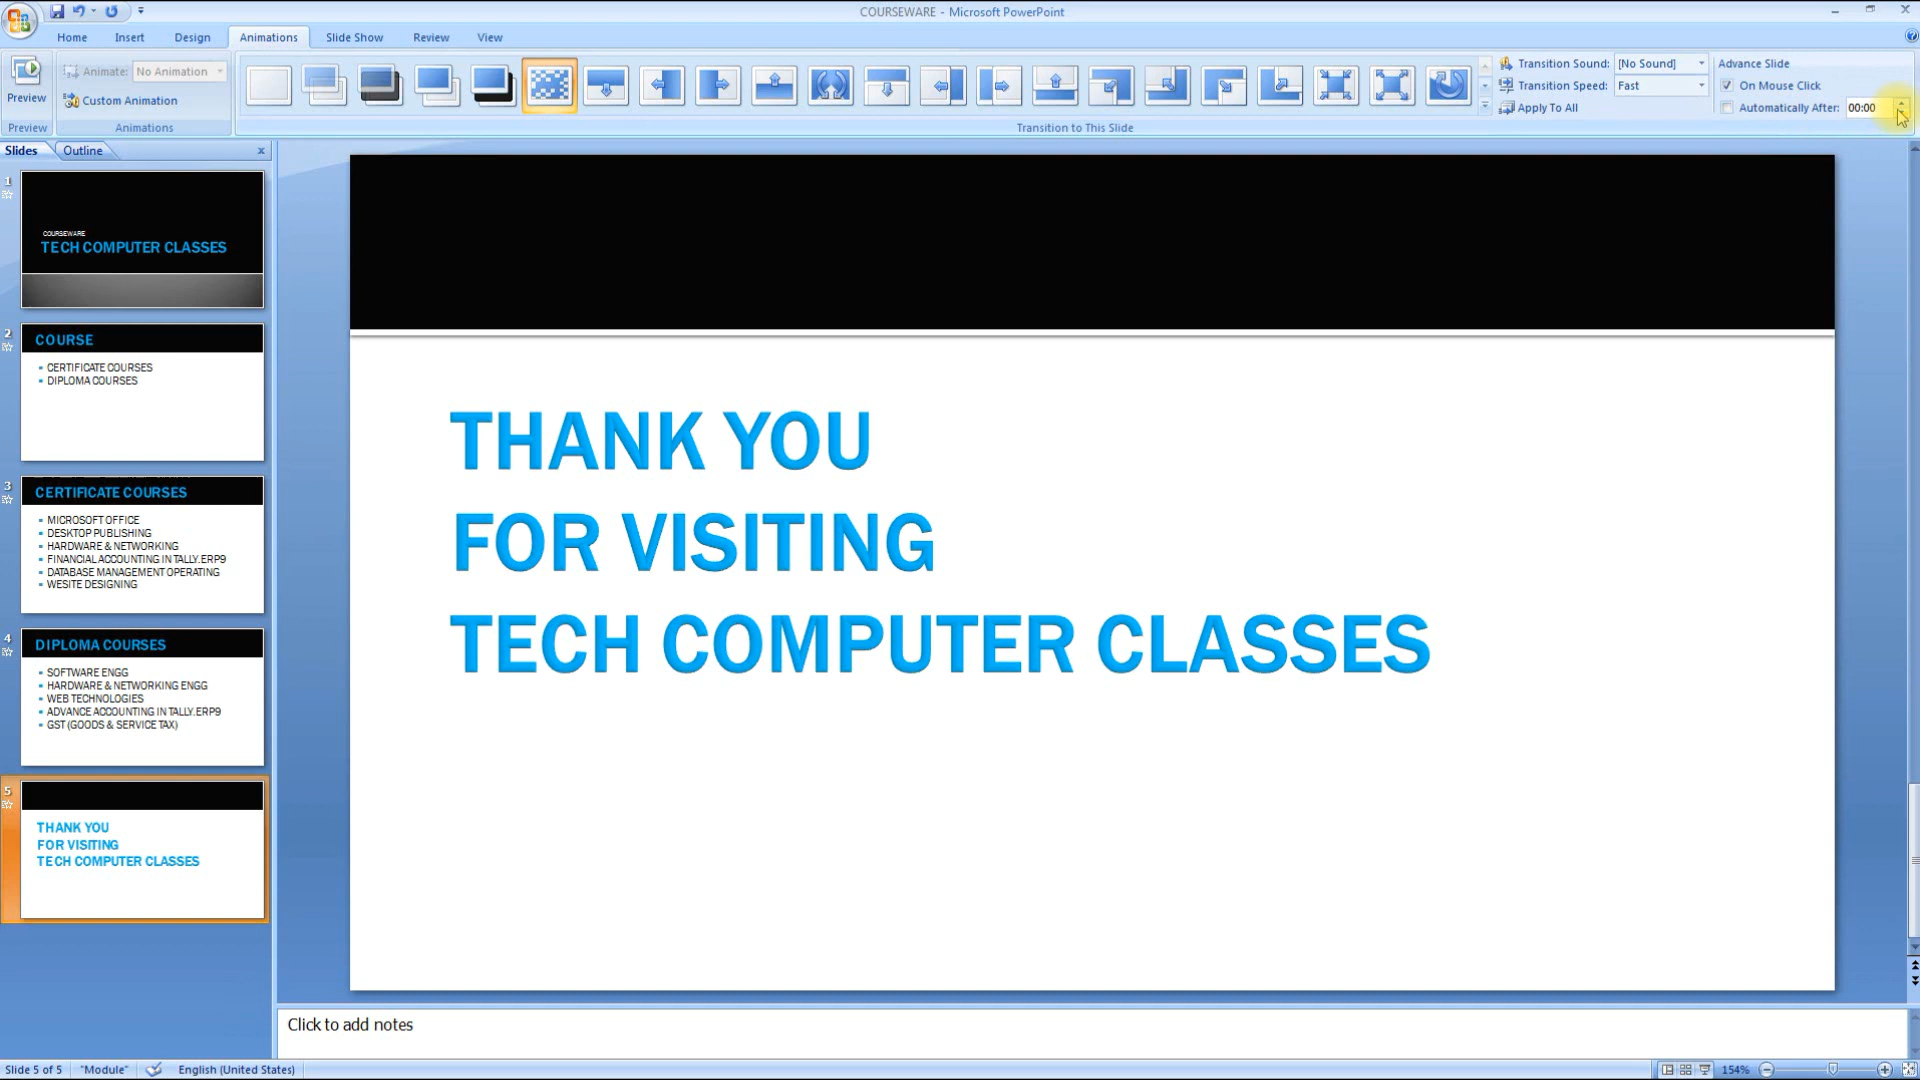 COURSEWARE - Microsoft PowerPoint
Home Insert Design Animations Slide Show Review View
Preview
Preview
Animate: No Animation
Custom Animation
Animations
Transition to This Slide
Transition Sound: [No Sound]
Transition Speed: Fast
Apply To All
Advance Slide
On Mouse Click
Automatically After: 00:00
Slides Outline
1
COURSEWARE
TECH COMPUTER CLASSES
2
COURSE
CERTIFICATE COURSES
DIPLOMA COURSES
3
CERTIFICATE COURSES
MICROSOFT OFFICE
DESKTOP PUBLISHING
HARDWARE & NETWORKING
FINANCIAL ACCOUNTING IN TALLY.ERP9
DATABASE MANAGEMENT OPERATING
WESITE DESIGNING
4
DIPLOMA COURSES
SOFTWARE ENGG
HARDWARE & NETWORKING ENGG
WEB TECHNOLOGIES
ADVANCE ACCOUNTING IN TALLY.ERP9
GST (GOODS & SERVICE TAX)
5
THANK YOU
FOR VISITING
TECH COMPUTER CLASSES
THANK YOU
FOR VISITING
TECH COMPUTER CLASSES
Click to add notes
Slide 5 of 5 "Module" English (United States) 154%